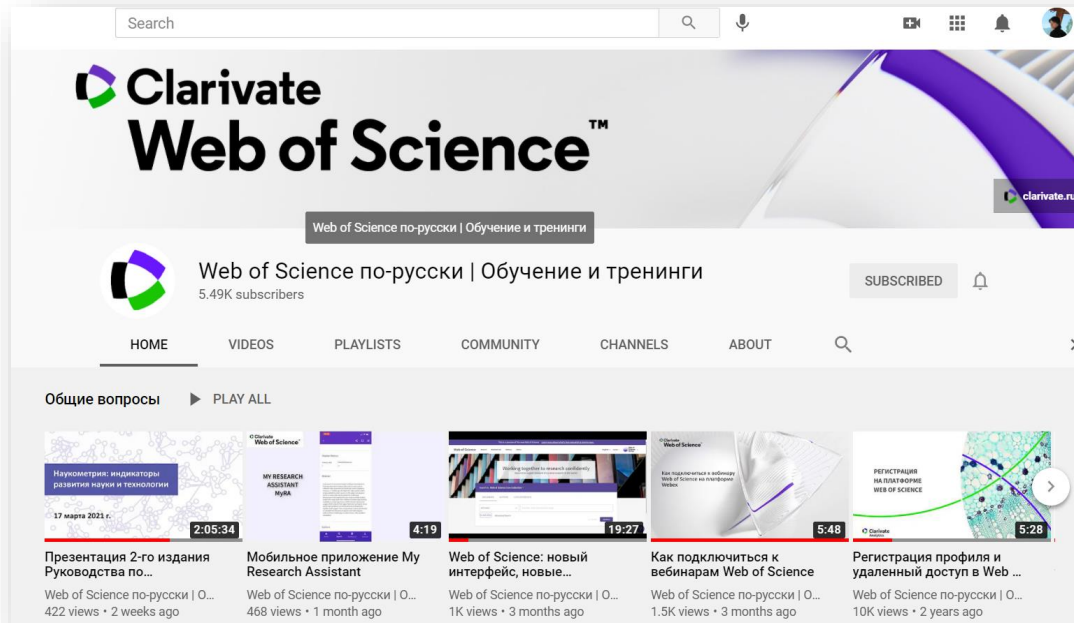 Search
Clarivate
Web of Science™
clarivate.ru
Web of Science по-русски | Обучение и тренинги
Web of Science по-русски | Обучение и тренинги
5.49K subscribers
SUBSCRIBED
HOME VIDEOS PLAYLISTS COMMUNITY CHANNELS ABOUT
Общие вопросы PLAY ALL
Наукометрия: индикаторы
развития науки и технологии
17 марта 2021 г.
2:05:34
Clarivate
Web of Science™
MY RESEARCH
ASSISTANT
MyRA
4:19
Working together to research confidently
19:27
Clarivate
Web of Science™
Как подключиться к вебинару
Web of Science на платформе
Webex
5:48
РЕГИСТРАЦИЯ
НА ПЛАТФОРМЕ
WEB OF SCIENCE
Clarivate
Analytics
5:28
Презентация 2-го издания
Руководства по...
Web of Science по-русски | О...
422 views • 2 weeks ago
Мобильное приложение My
Research Assistant
Web of Science по-русски | О...
468 views • 1 month ago
Web of Science: новый
интерфейс, новые...
Web of Science по-русски | О...
1K views • 3 months ago
Как подключиться к
вебинарам Web of Science
Web of Science по-русски | О...
1.5K views • 3 months ago
Регистрация профиля и
удаленный доступ в Web ...
Web of Science по-русски | О...
10K views • 2 years ago